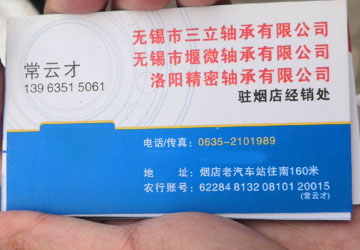 无锡市三立轴承有限公司
无锡市堰微轴承有限公司
洛阳精密轴承有限公司
驻烟店经销处
常云才
139 6351 5061
电话/传真：0635-2101989
地　址：烟店老汽车站往南160米
农行账号：62284 8132 08101 20015
(常云才)